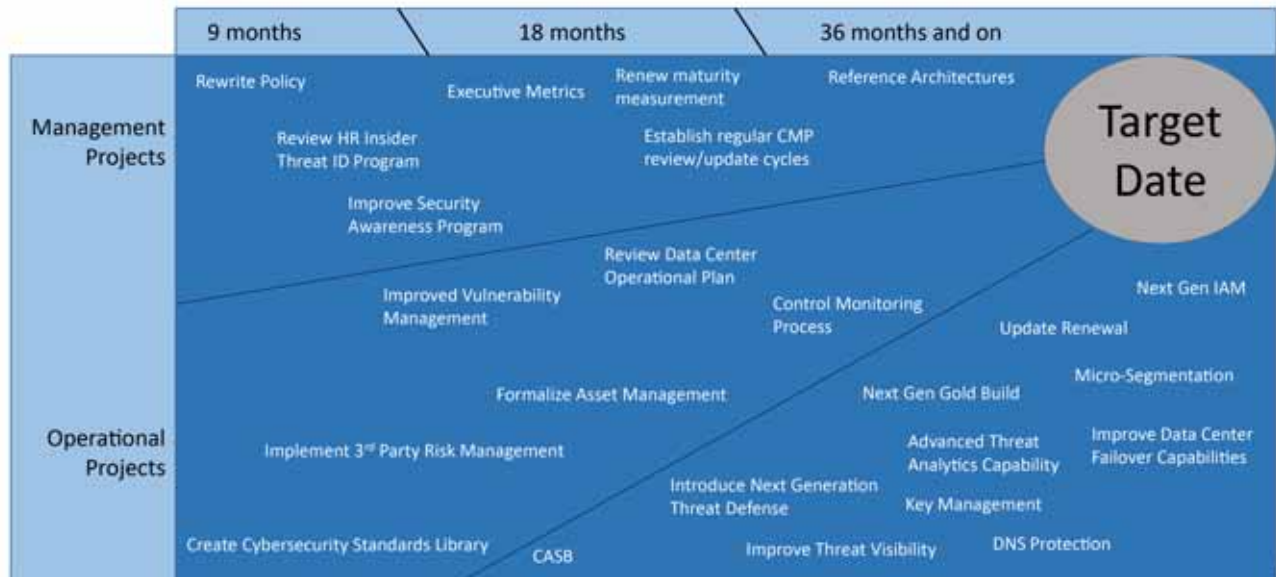 9 months
18 months
36 months and on
Management
Projects
Rewrite Policy
Executive Metrics
Renew maturity
measurement
Reference Architectures
Target
Date
Review HR Insider
Threat ID Program
Establish regular CMP
review/update cycles
Improve Security
Awareness Program
Operational
Projects
Review Data Center
Operational Plan
Improved Vulnerability
Management
Control Monitoring
Process
Next Gen IAM
Update Renewal
Formalize Asset Management
Next Gen Gold Build
Micro-Segmentation
Implement 3rd Party Risk Management
Advanced Threat
Analytics Capability
Improve Data Center
Failover Capabilities
Introduce Next Generation
Threat Defense
Key Management
Create Cybersecurity Standards Library
CASB
Improve Threat Visibility
DNS Protection